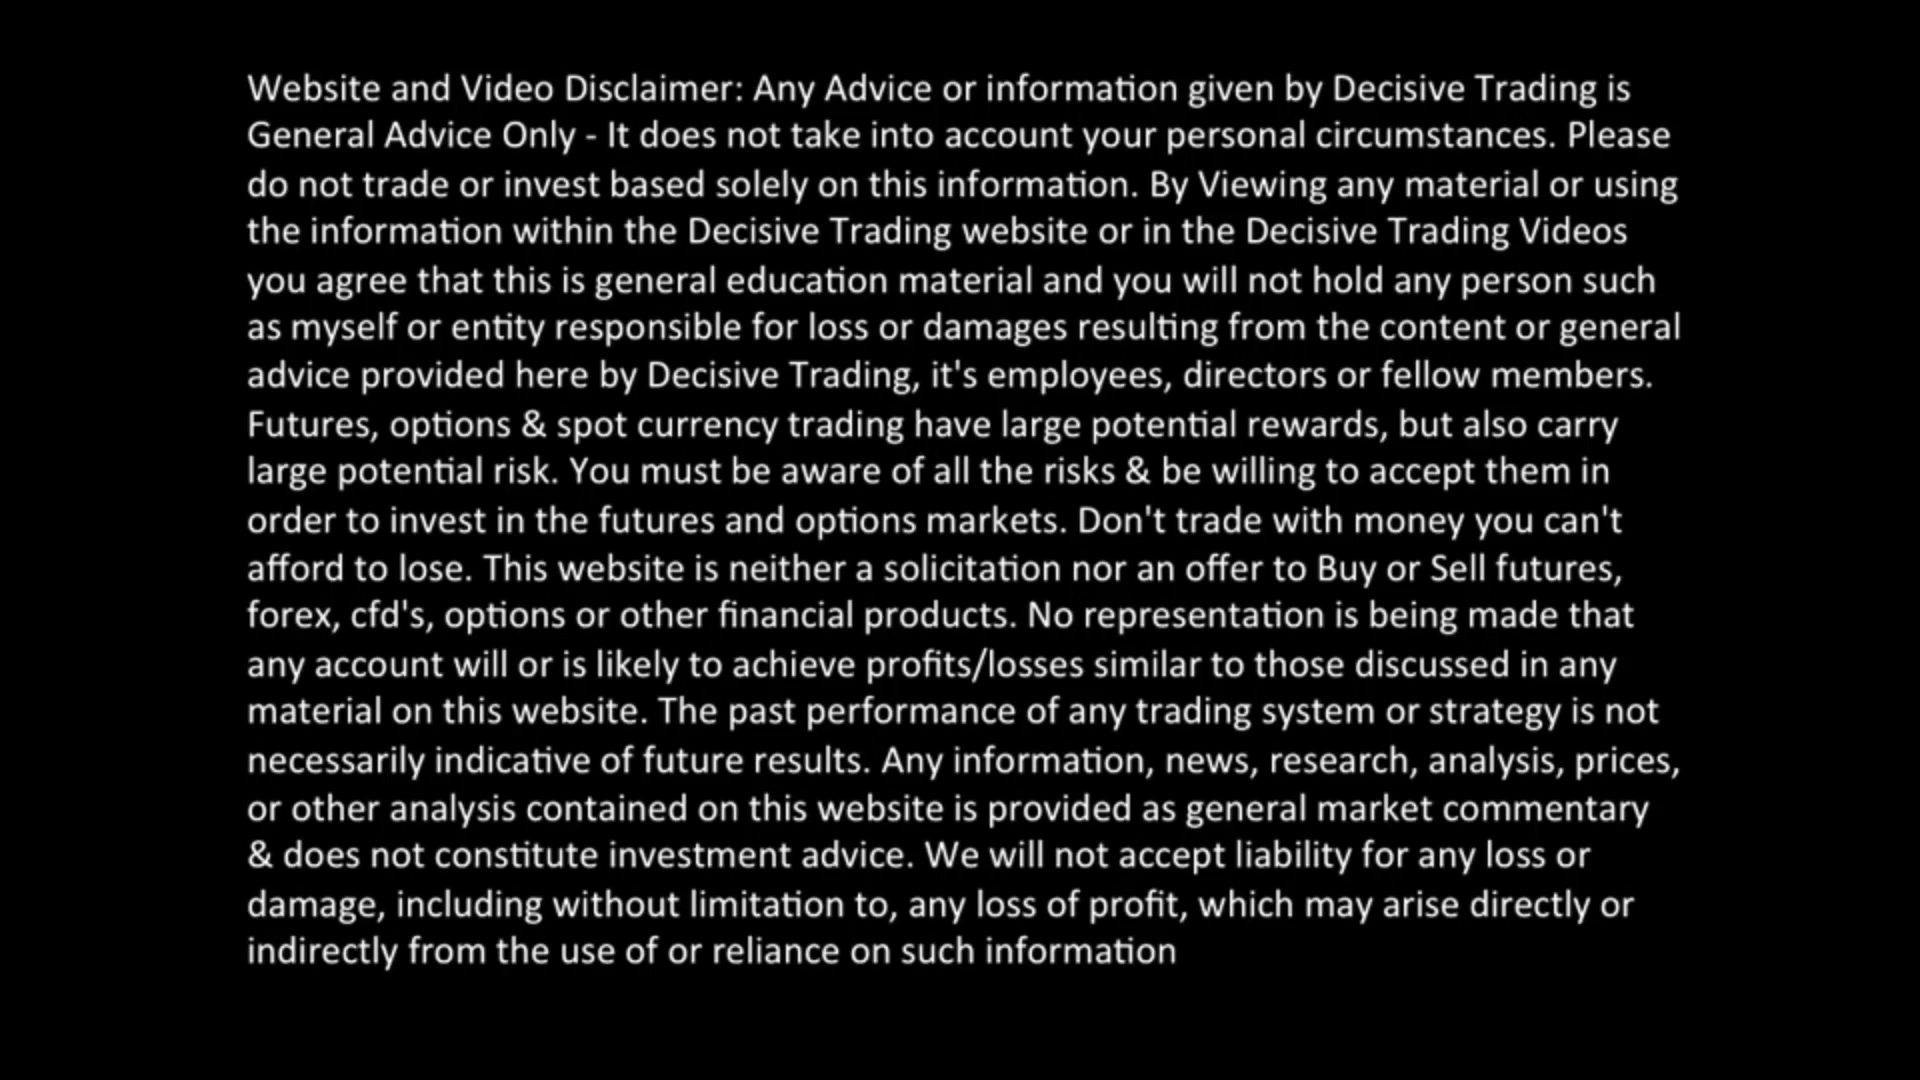 Website and Video Disclaimer: Any Advice or information given by Decisive Trading is
General Advice Only - It does not take into account your personal circumstances. Please
do not trade or invest based solely on this information. By Viewing any material or using
the information within the Decisive Trading website or in the Decisive Trading Videos
you agree that this is general education material and you will not hold any person such
as myself or entity responsible for loss or damages resulting from the content or general
advice provided here by Decisive Trading, it's employees, directors or fellow members.
Futures, options & spot currency trading have large potential rewards, but also carry
large potential risk. You must be aware of all the risks & be willing to accept them in
order to invest in the futures and options markets. Don't trade with money you can't
afford to lose. This website is neither a solicitation nor an offer to Buy or Sell futures,
forex, cfd's, options or other financial products. No representation is being made that
any account will or is likely to achieve profits/losses similar to those discussed in any
material on this website. The past performance of any trading system or strategy is not
necessarily indicative of future results. Any information, news, research, analysis, prices,
or other analysis contained on this website is provided as general market commentary
& does not constitute investment advice. We will not accept liability for any loss or
damage, including without limitation to, any loss of profit, which may arise directly or
indirectly from the use of or reliance on such information